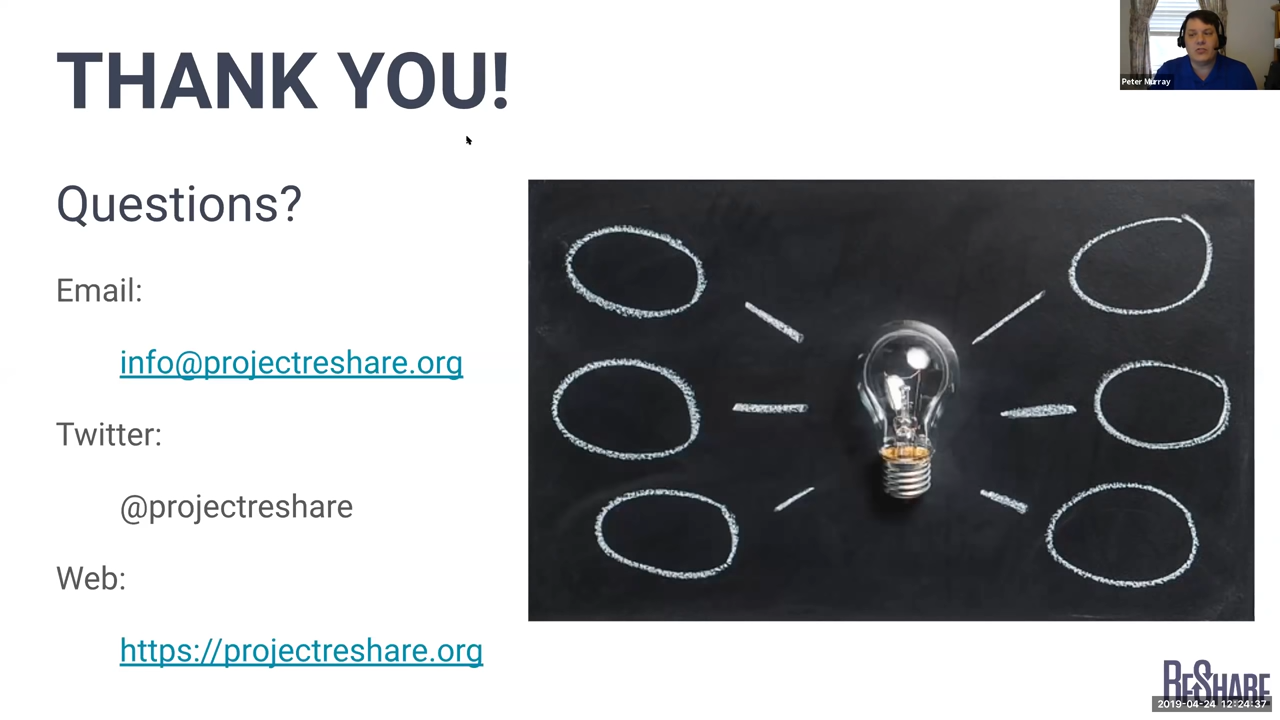 THANK YOU!
Peter Murray
Questions?
Email:
info@projectreshare.org
Twitter:
@projectreshare
Web:
https://projectreshare.org
RESHARE
2019-04-24 12:24:37